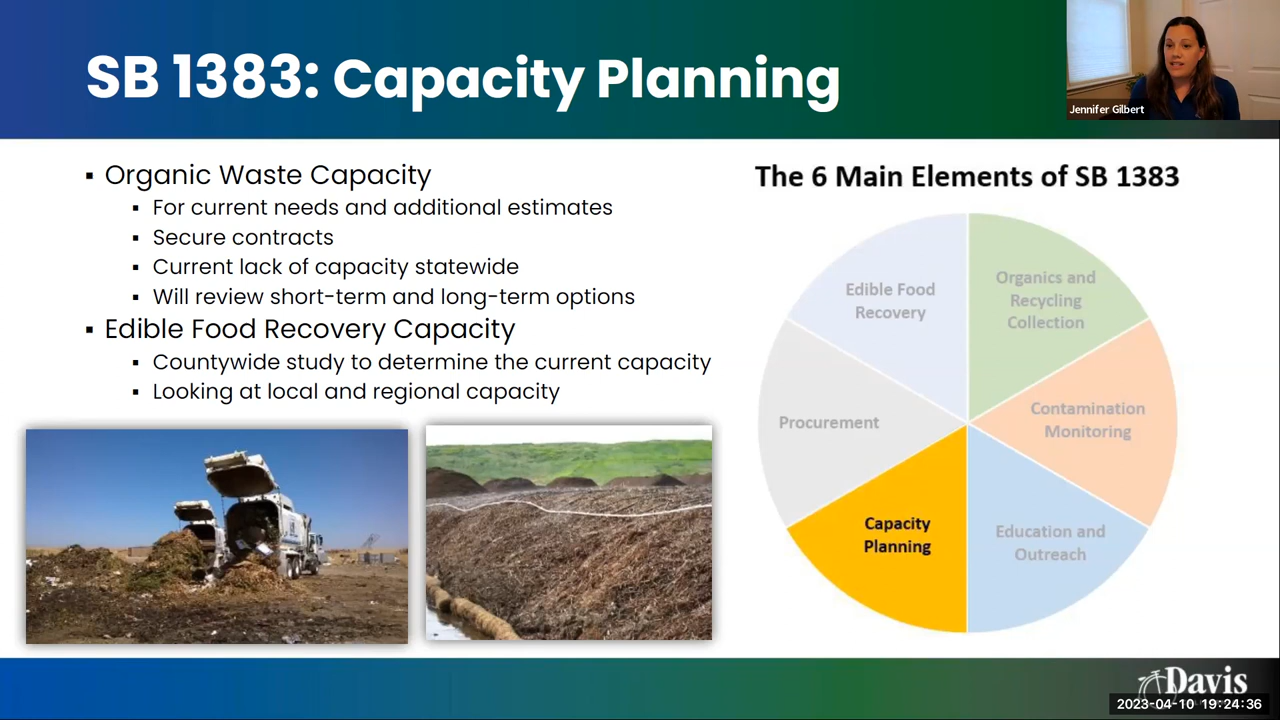 SB 1383: Capacity Planning
Jennifer Gilbert
▪ Organic Waste Capacity
▪ For current needs and additional estimates
▪ Secure contracts
▪ Current lack of capacity statewide
▪ Will review short-term and long-term options
▪ Edible Food Recovery Capacity
▪ Countywide study to determine the current capacity
▪ Looking at local and regional capacity
The 6 Main Elements of SB 1383
Edible Food
Recovery
Organics and
Recycling
Collection
Procurement
Contamination
Monitoring
Capacity
Planning
Education and
Outreach
Davis
2023-04-10 19:24:36